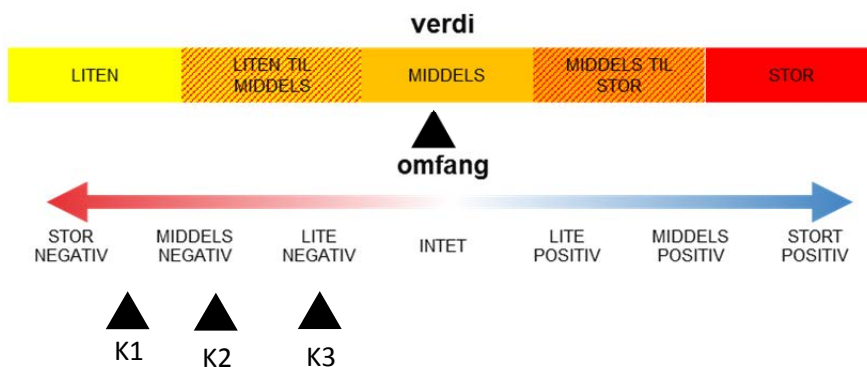 verdi
LITEN
LITEN TIL
MIDDELS
MIDDELS
MIDDELS TIL
STOR
STOR
omfang
STOR
NEGATIV
MIDDELS
NEGATIV
LITE
NEGATIV
INTET
LITE
POSITIV
MIDDELS
POSITIV
STORT
POSITIV
K1
K2
K3